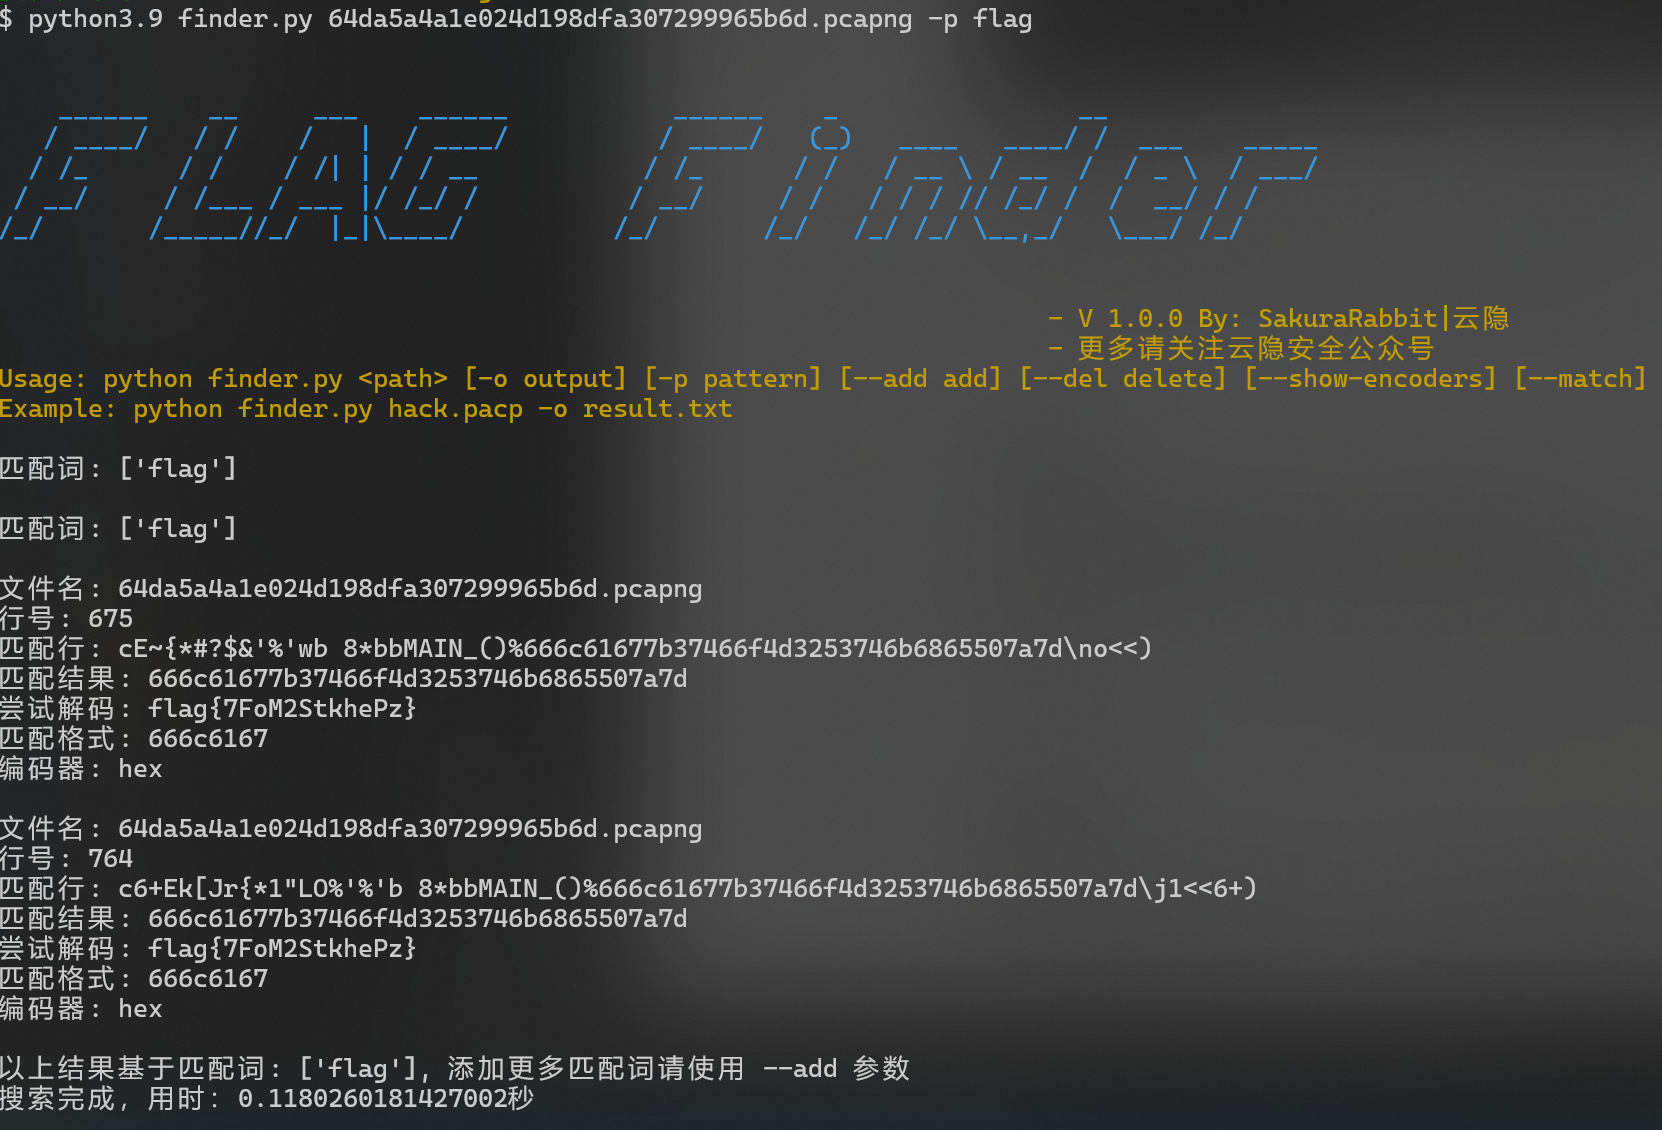 $ python3.9 finder.py 64da5a4a1e024d198dfa307299965b6d.pcapng -p flag
FLAG Finder
- V 1.0.0 By: SakuraRabbit|云隐
- 更多请关注云隐安全公众号
Usage: python finder.py <path> [-o output] [-p pattern] [--add add] [--del delete] [--show-encoders] [--match]
Example: python finder.py hack.pacp -o result.txt
匹配词: ['flag']
匹配词: ['flag']
文件名: 64da5a4a1e024d198dfa307299965b6d.pcapng
行号: 675
匹配行: cE~{*#?$&'%'wb 8*bbMAIN_()%666c61677b37466f4d3253746b6865507a7d\no<<)
匹配结果: 666c61677b37466f4d3253746b6865507a7d
尝试解码: flag{7FoM2StkhePz}
匹配格式: 666c6167
编码器: hex
文件名: 64da5a4a1e024d198dfa307299965b6d.pcapng
行号: 764
匹配行: c6+Ek[Jr{*1"LO%'%'b 8*bbMAIN_()%666c61677b37466f4d3253746b6865507a7d\j1<<6+)
匹配结果: 666c61677b37466f4d3253746b6865507a7d
尝试解码: flag{7FoM2StkhePz}
匹配格式: 666c6167
编码器: hex
以上结果基于匹配词: ['flag'], 添加更多匹配词请使用 --add 参数
搜索完成, 用时: 0.1180260181427002秒